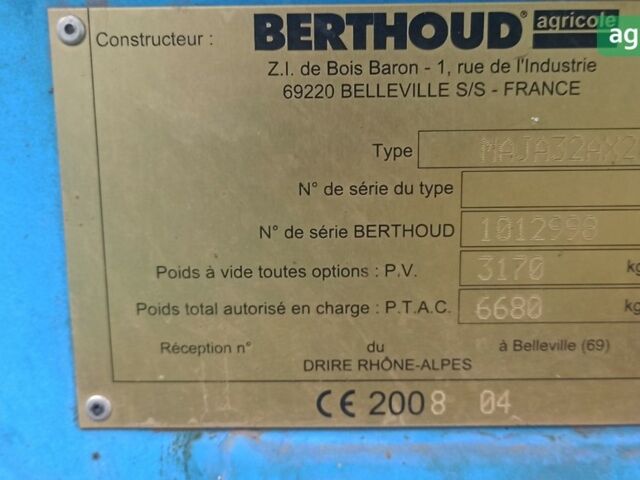 Constructeur : BERTHOUD® agricole
Z.I. de Bois Baron - 1, rue de l'Industrie
69220 BELLEVILLE S/S - FRANCE
Type MAJA32AX2
N° de série du type
N° de série BERTHOUD 1012998
Poids à vide toutes options : P.V. 3170 kg
Poids total autorisé en charge : P.T.A.C. 6680 kg
Réception n° du à Belleville (69)
DRIRE RHÔNE-ALPES
CE 2008 04
ag